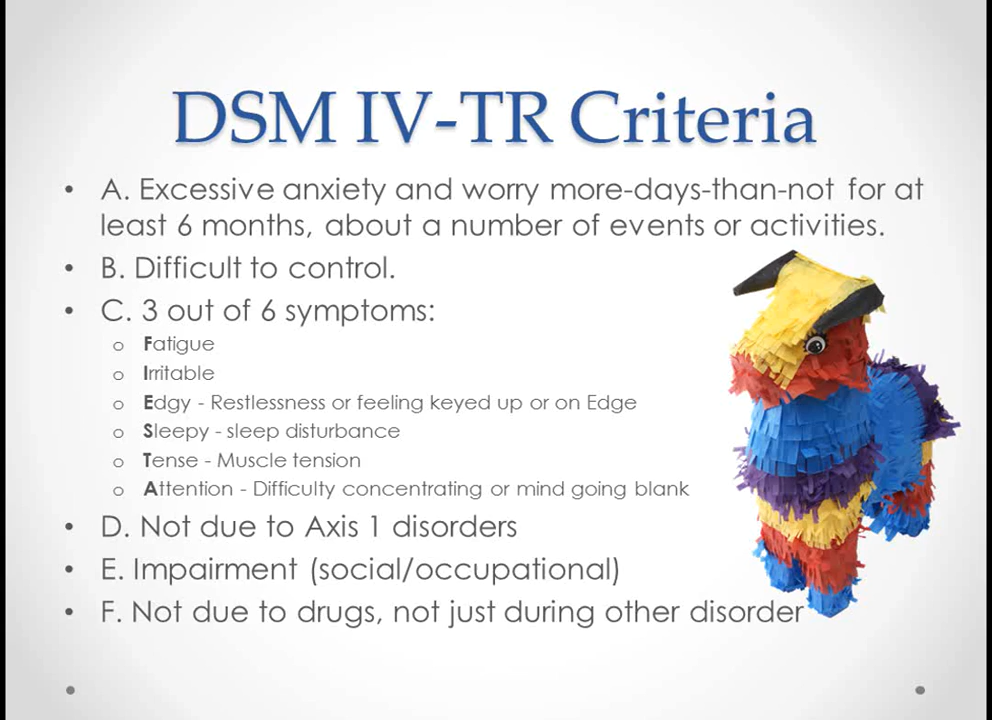 DSM IV-TR Criteria
• A. Excessive anxiety and worry more-days-than-not for at
least 6 months, about a number of events or activities.
• B. Difficult to control.
• C. 3 out of 6 symptoms:
o Fatigue
o Irritable
o Edgy - Restlessness or feeling keyed up or on Edge
o Sleepy - sleep disturbance
o Tense - Muscle tension
o Attention - Difficulty concentrating or mind going blank
• D. Not due to Axis 1 disorders
• E. Impairment (social/occupational)
• F. Not due to drugs, not just during other disorder